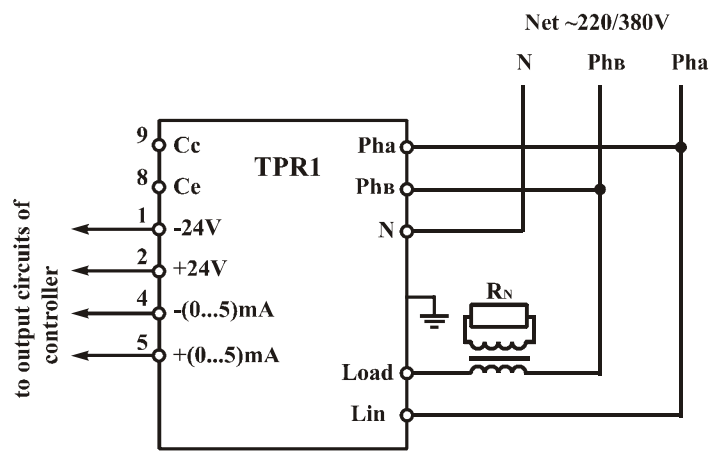 Net ~220/380V
N Phв Pha
9 Cc TPR1 Pha
8 Ce Phв
1 -24V N
2 +24V
4 -(0...5)mA
5 +(0...5)mA
to output circuits of
controller
RN
Load
Lin